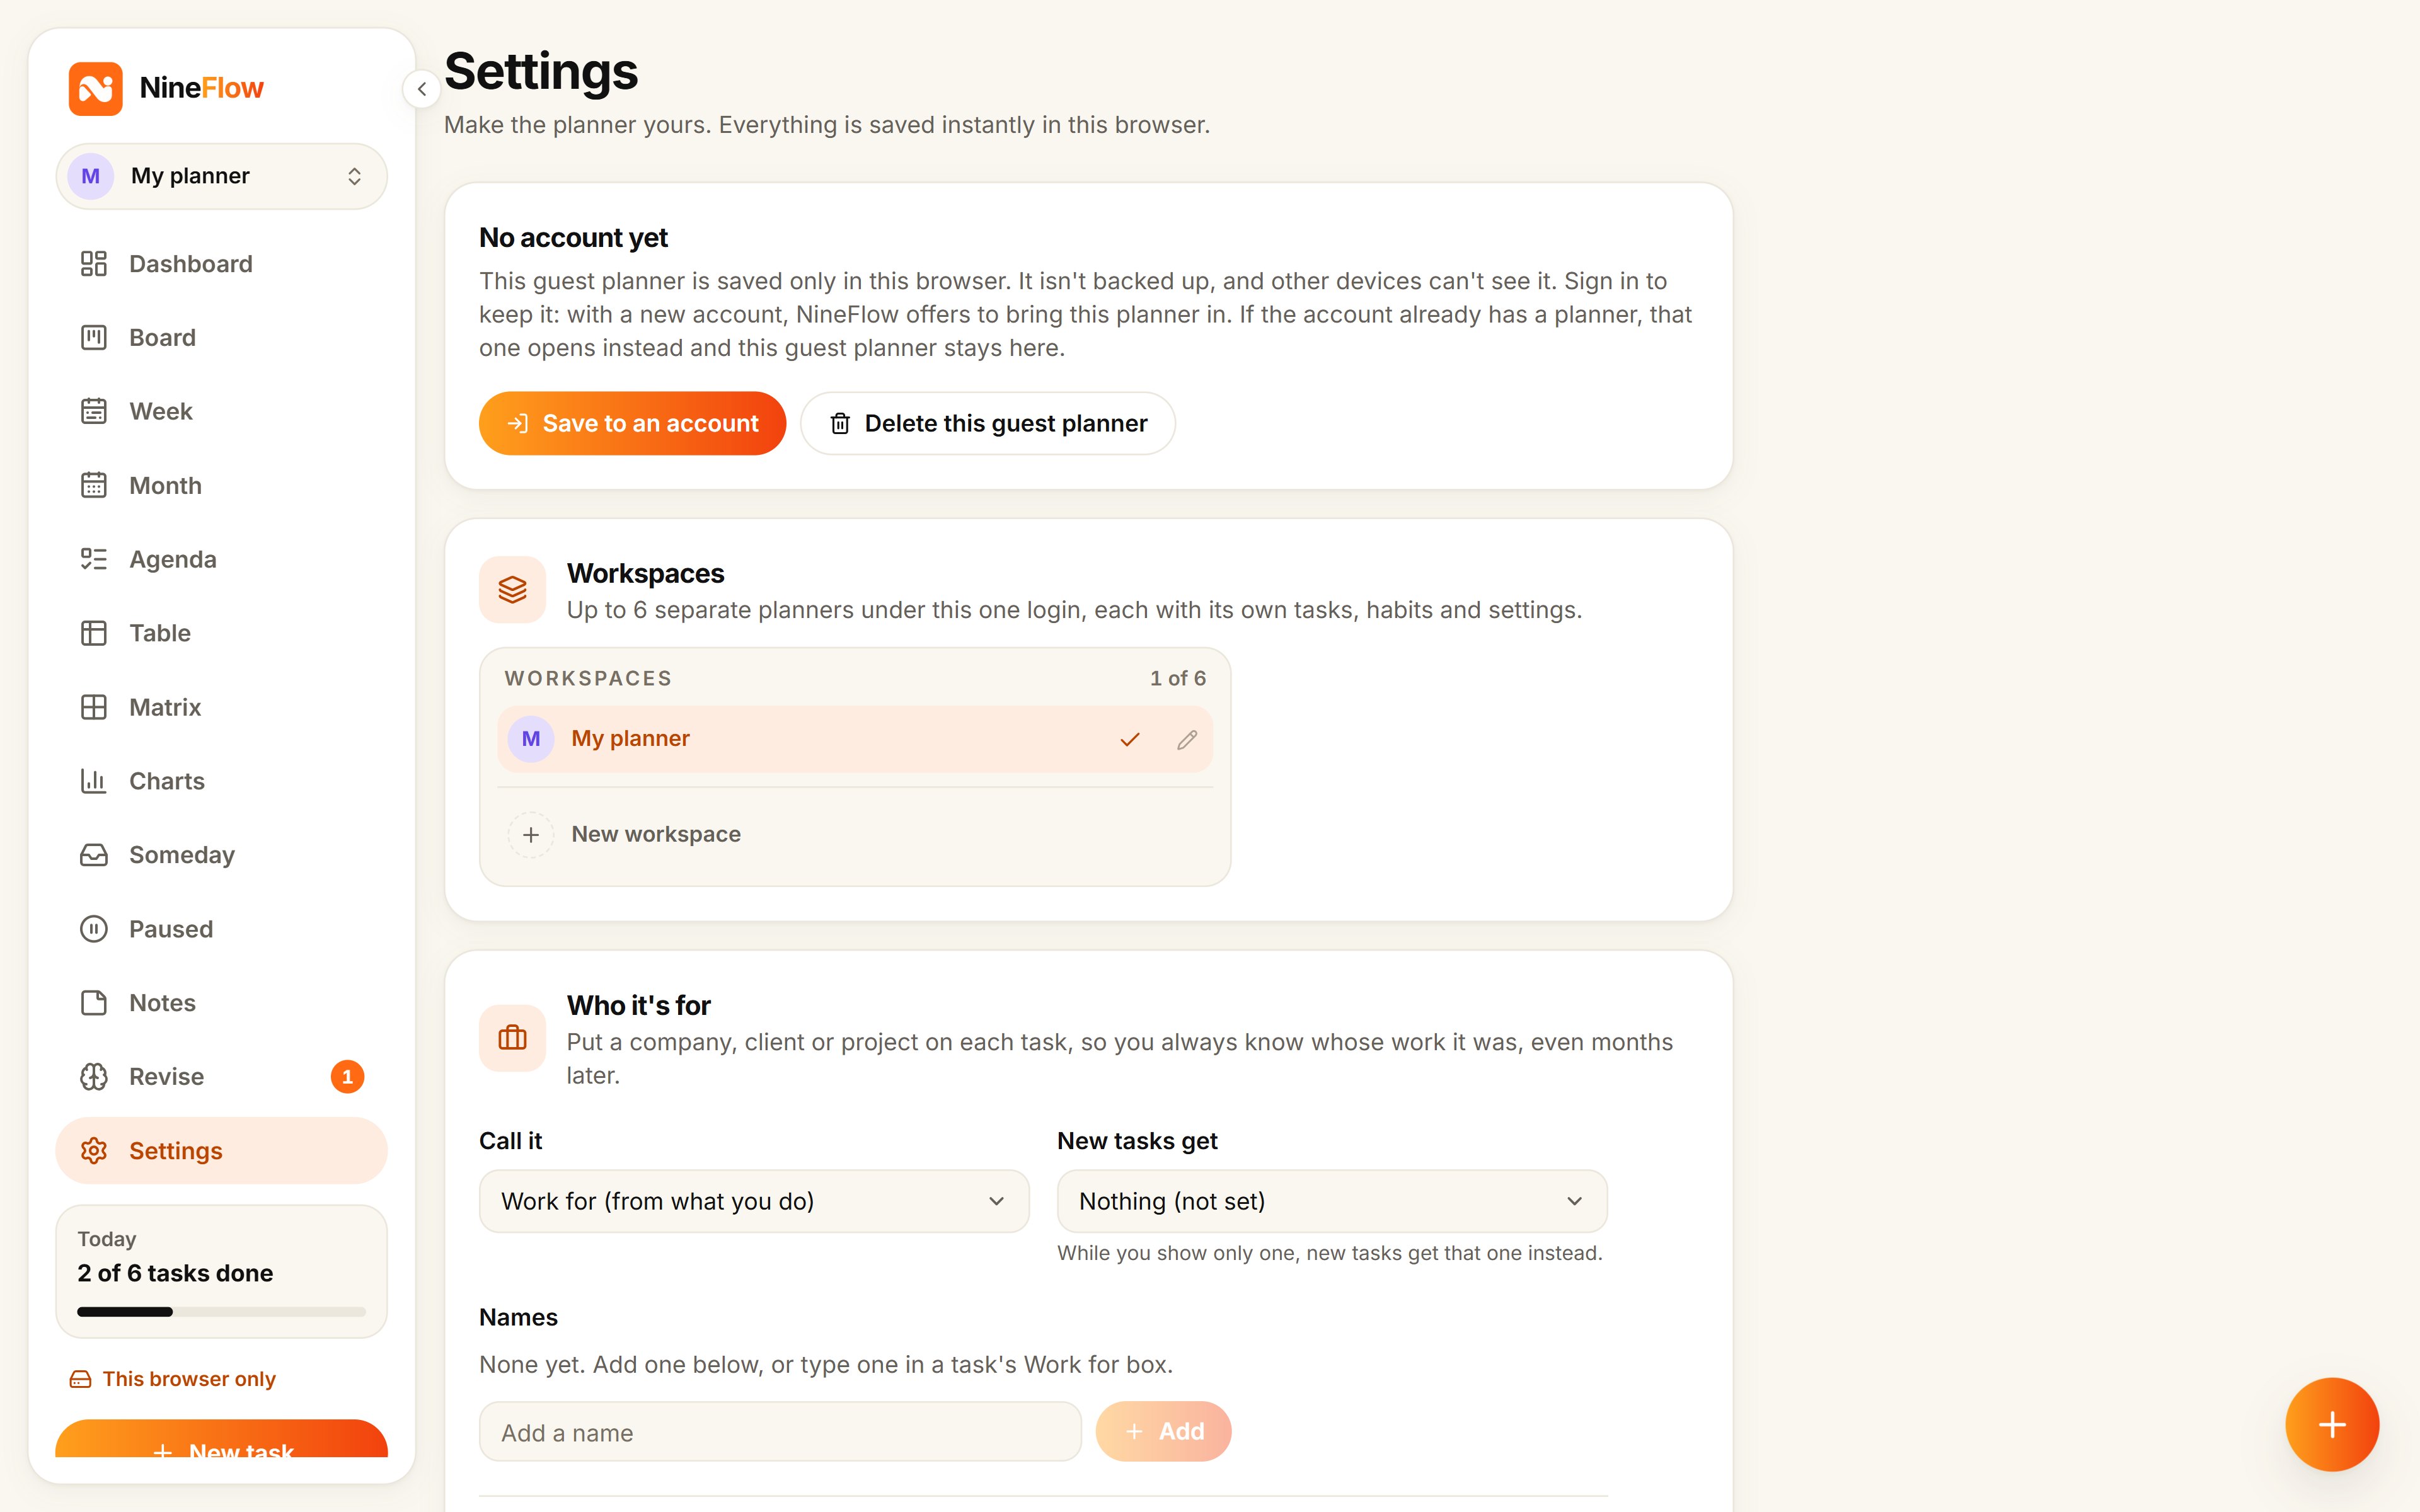 NineFlow
M My planner
Dashboard
Board
Week
Month
Agenda
Table
Matrix
Charts
Someday
Paused
Notes
Revise 1
Settings
Today
2 of 6 tasks done
This browser only
+ New task
Settings
Make the planner yours. Everything is saved instantly in this browser.
No account yet
This guest planner is saved only in this browser. It isn't backed up, and other devices can't see it. Sign in to
keep it: with a new account, NineFlow offers to bring this planner in. If the account already has a planner, that
one opens instead and this guest planner stays here.
Save to an account Delete this guest planner
Workspaces
Up to 6 separate planners under this one login, each with its own tasks, habits and settings.
WORKSPACES 1 of 6
M My planner
+ New workspace
Who it's for
Put a company, client or project on each task, so you always know whose work it was, even months
later.
Call it New tasks get
Work for (from what you do) Nothing (not set)
While you show only one, new tasks get that one instead.
Names
None yet. Add one below, or type one in a task's Work for box.
Add a name + Add